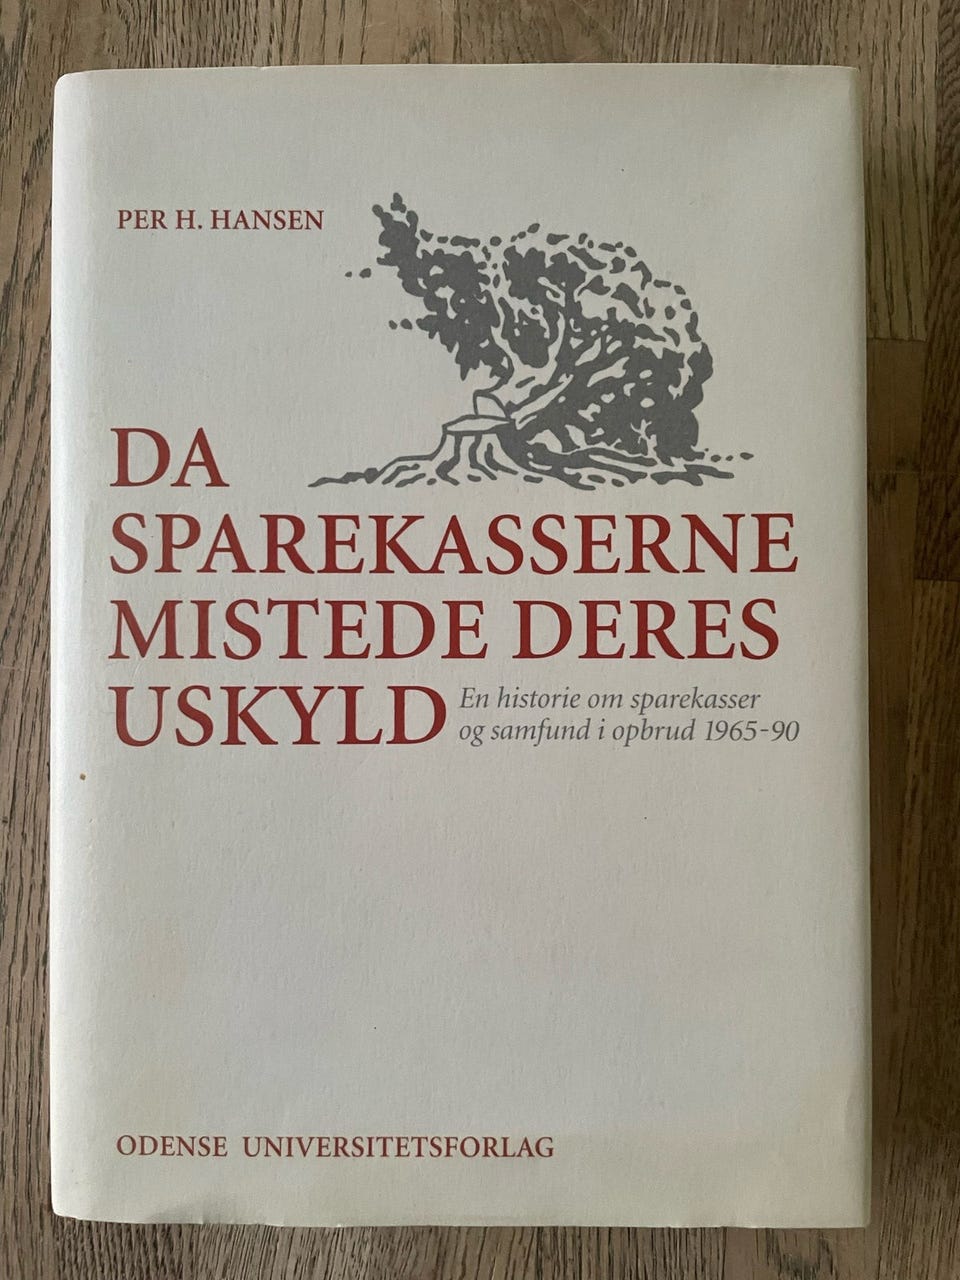 PER H. HANSEN
DA
SPAREKASSERNE
MISTEDE DERES
USKYLD
En historie om sparekasser
og samfund i opbrud 1965-90
ODENSE UNIVERSITETSFORLAG